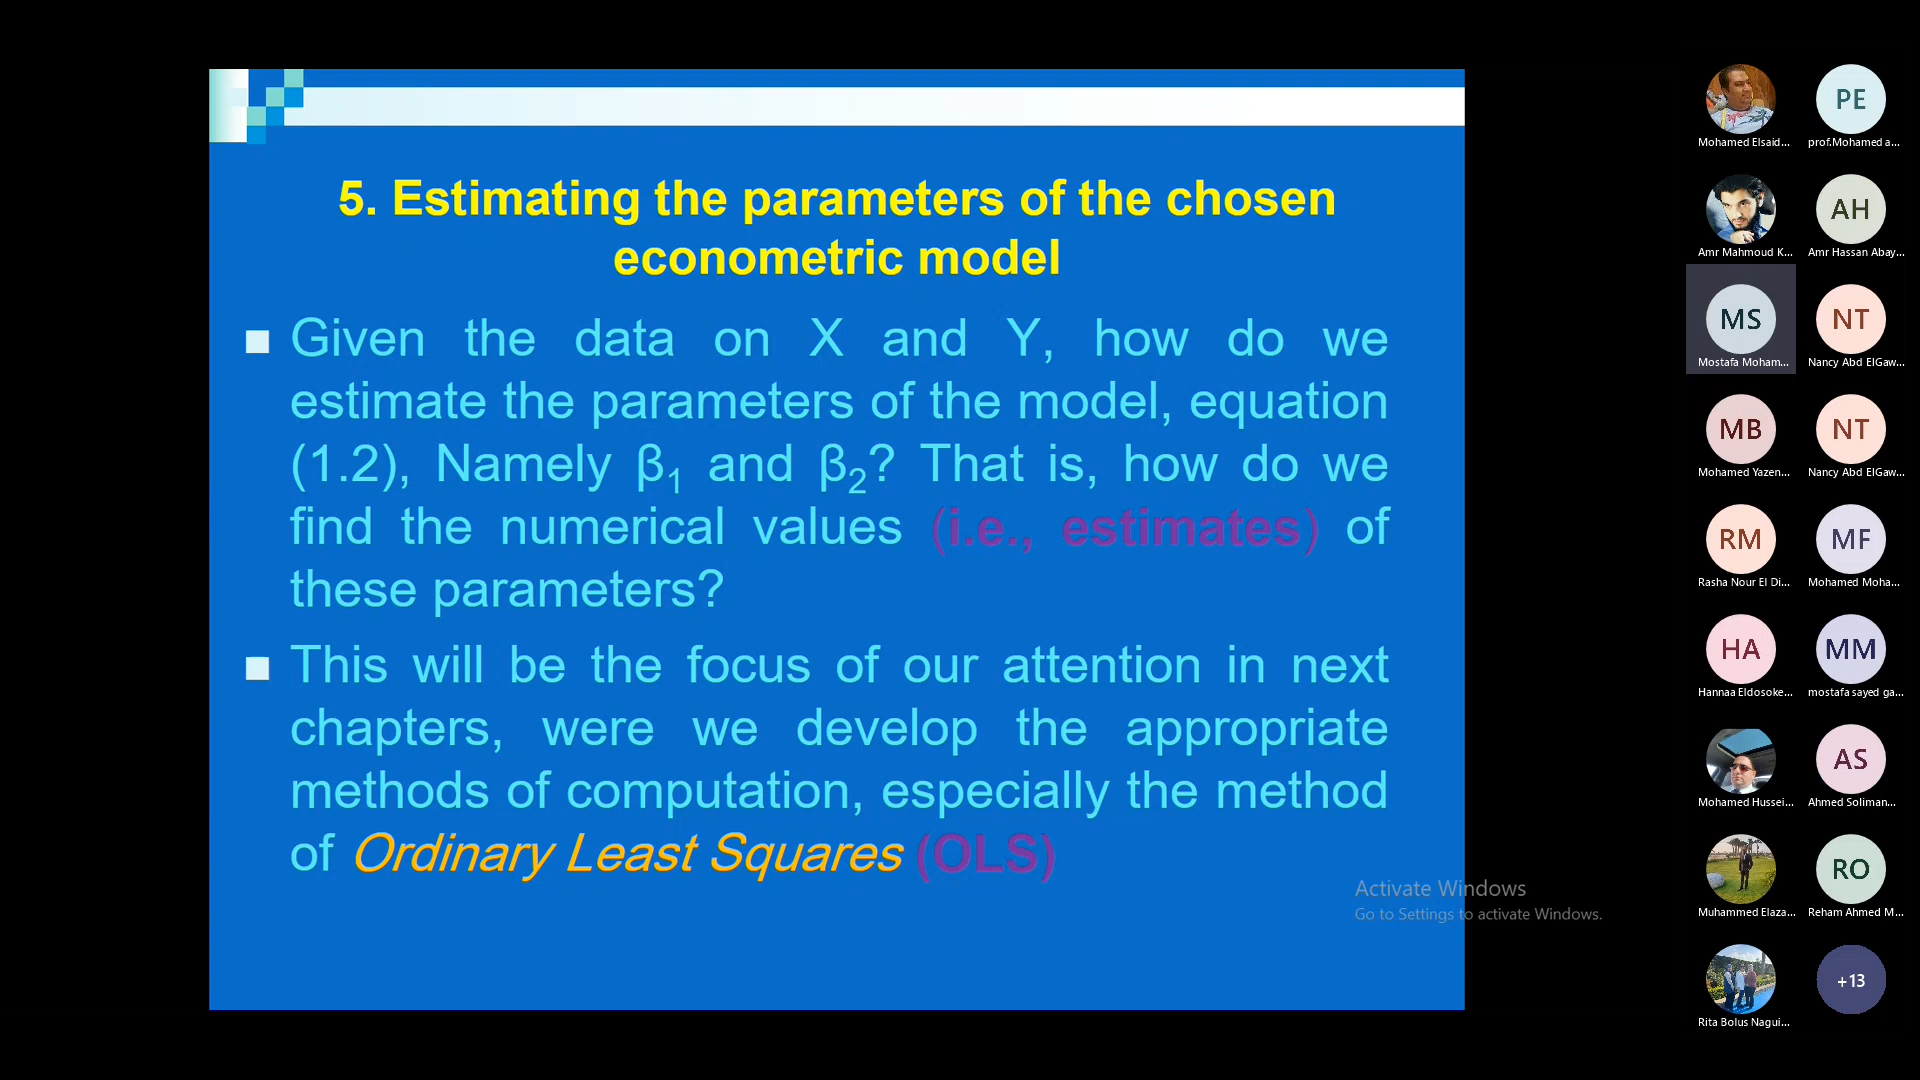 5. Estimating the parameters of the chosen
econometric model
Given the data on X and Y, how do we
estimate the parameters of the model, equation
(1.2), Namely β1 and β2? That is, how do we
find the numerical values (i.e., estimates) of
these parameters?
This will be the focus of our attention in next
chapters, were we develop the appropriate
methods of computation, especially the method
of Ordinary Least Squares (OLS)
Activate Windows
Go to Settings to activate Windows.
Mohamed Elsaid...
PE
prof.Mohamed a...
Amr Mahmoud K...
AH
Amr Hassan Abay...
MS
Mostafa Moham...
NT
Nancy Abd ElGaw...
MB
Mohamed Yazen...
NT
Nancy Abd ElGaw...
RM
Rasha Nour El Di...
MF
Mohamed Moha...
HA
Hannaa Eldosoke...
MM
mostafa sayed ga...
Mohamed Hussei...
AS
Ahmed Soliman...
Muhammed Elaza...
RO
Reham Ahmed M...
Rita Bolus Nagui...
+13